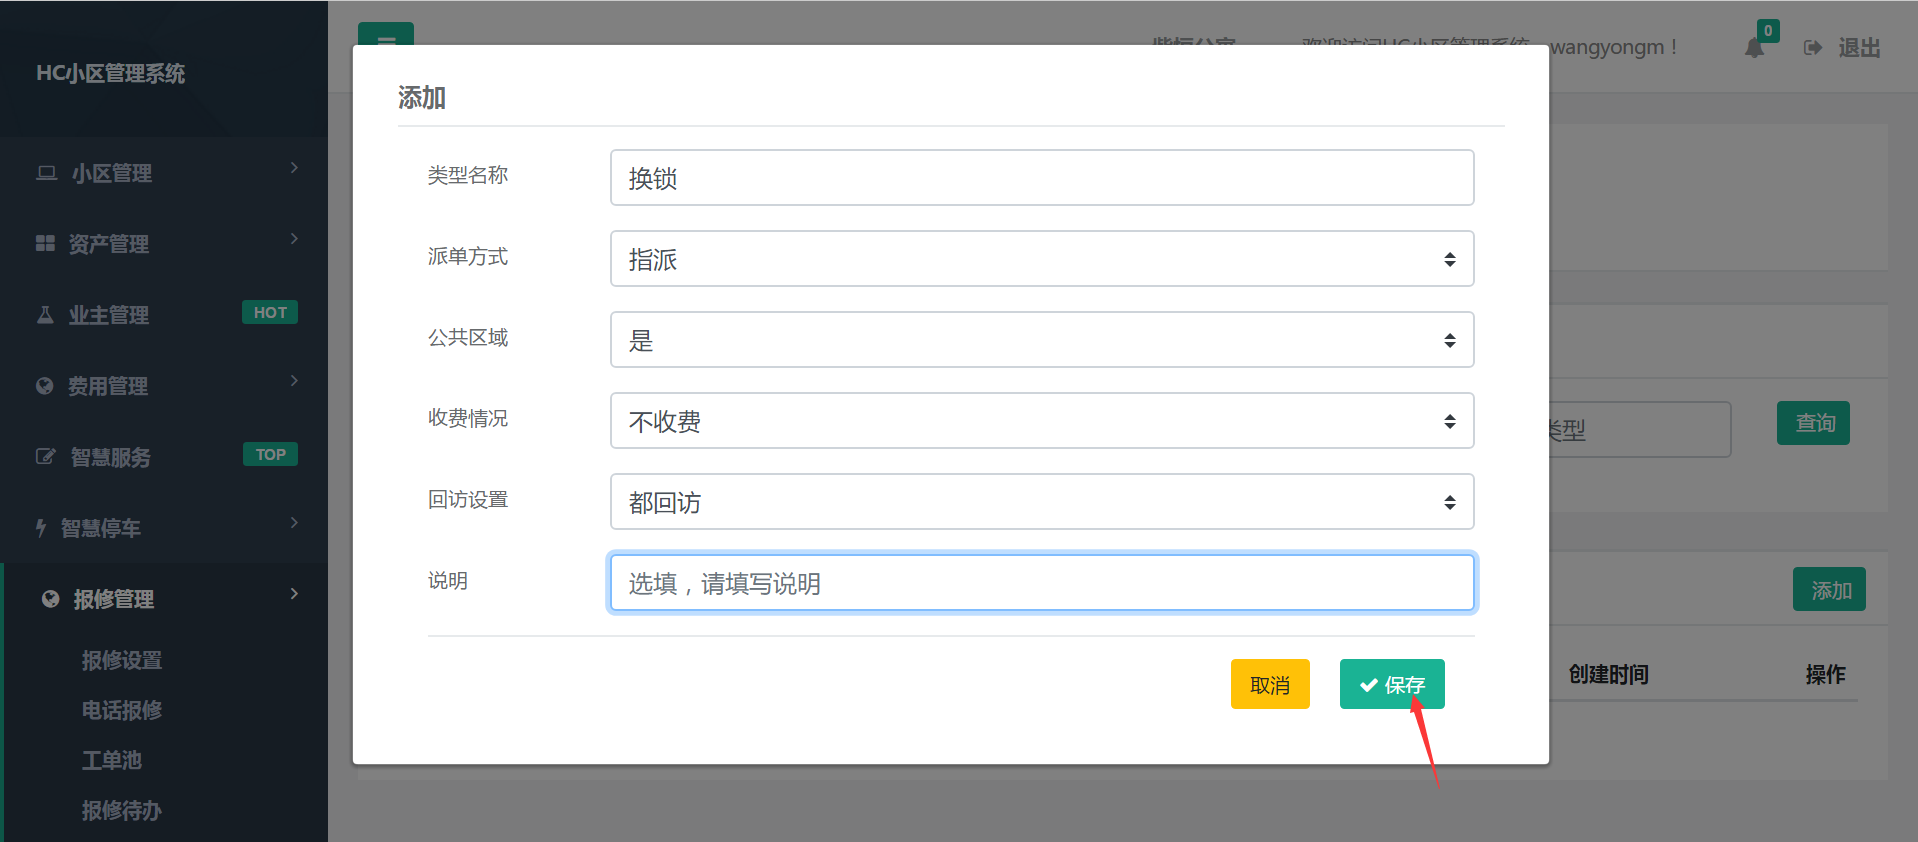 HC小区管理系统
wangyongm！
0
退出
小区管理
资产管理
业主管理
HOT
费用管理
智慧服务
TOP
智慧停车
报修管理
报修设置
电话报修
工单池
报修待办
添加
类型名称
换锁
派单方式
指派
公共区域
是
收费情况
不收费
回访设置
都回访
说明
选填，请填写说明
取消
保存
类型
查询
添加
创建时间
操作